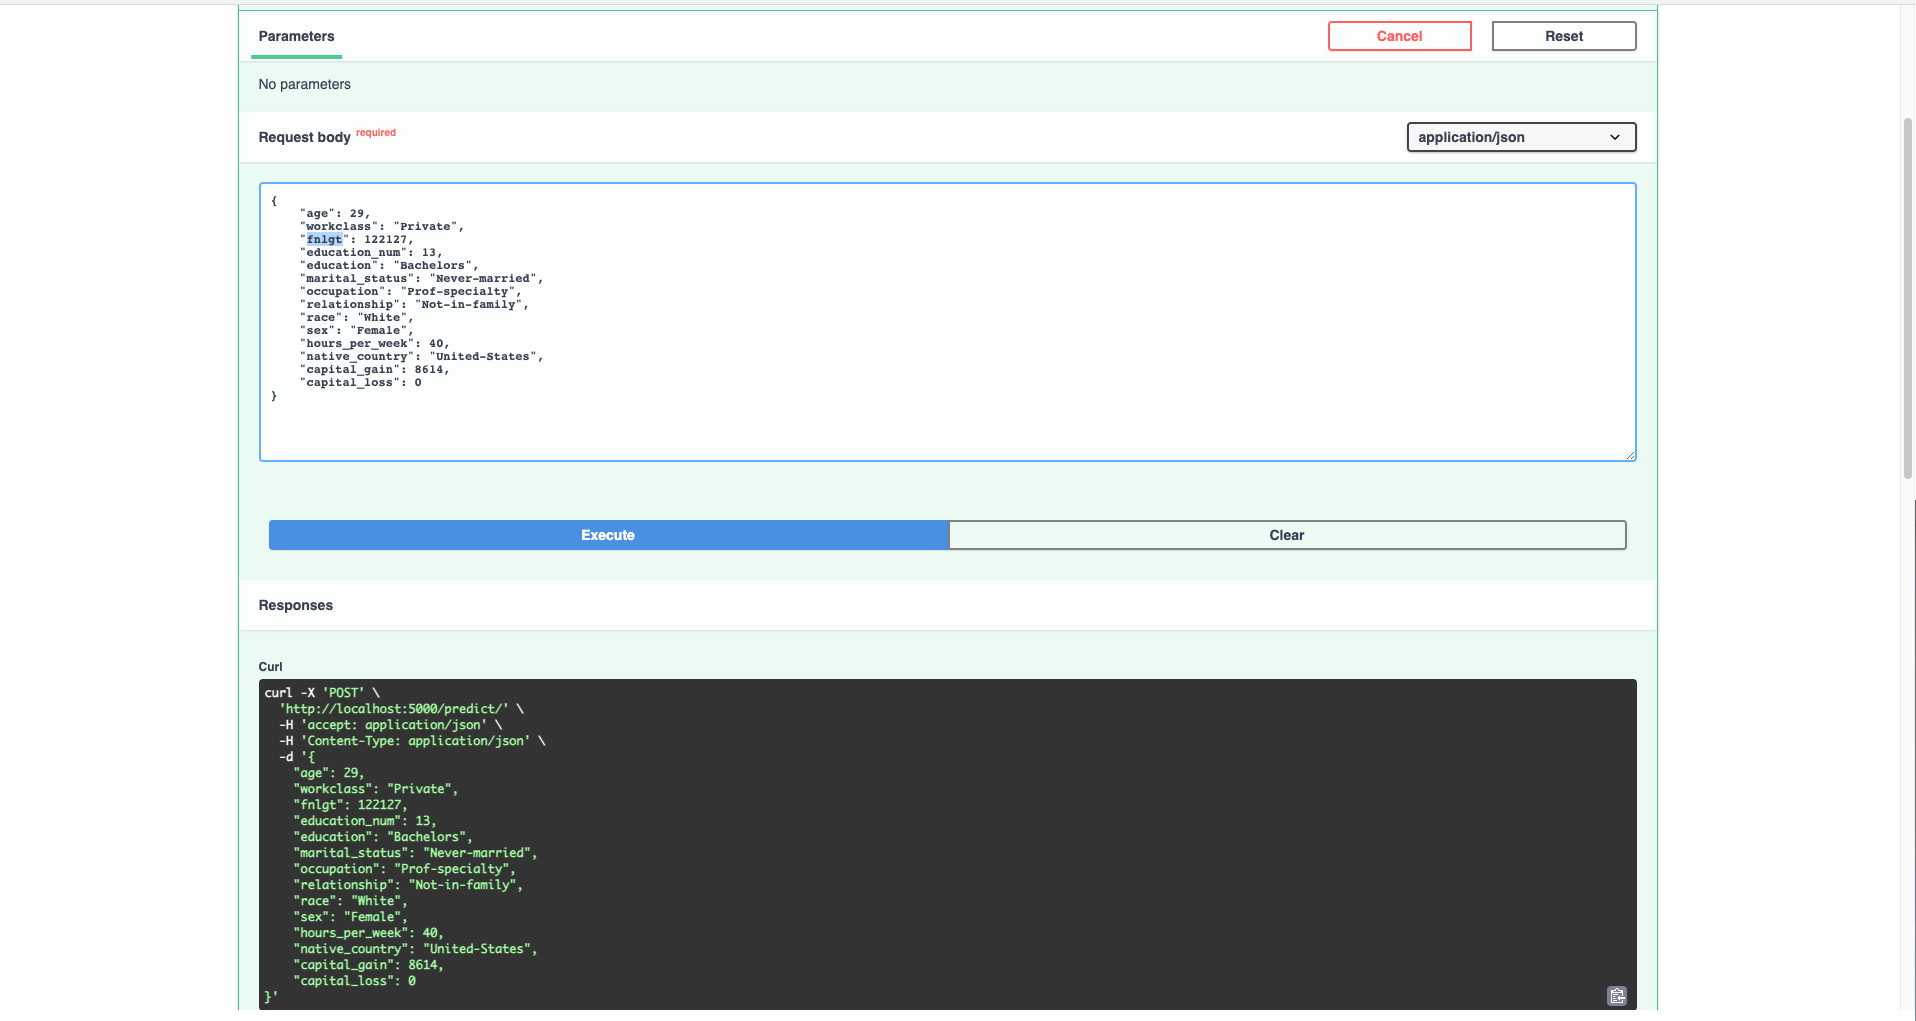 Parameters
Cancel
Reset
No parameters
Request body required
application/json
{
    "age": 29,
    "workclass": "Private",
    "fnlgt": 122127,
    "education_num": 13,
    "education": "Bachelors",
    "marital_status": "Never-married",
    "occupation": "Prof-specialty",
    "relationship": "Not-in-family",
    "race": "White",
    "sex": "Female",
    "hours_per_week": 40,
    "native_country": "United-States",
    "capital_gain": 8614,
    "capital_loss": 0
}
Execute
Clear
Responses
Curl
curl -X 'POST' \
  'http://localhost:5000/predict/' \
  -H 'accept: application/json' \
  -H 'Content-Type: application/json' \
  -d '{
    "age": 29,
    "workclass": "Private",
    "fnlgt": 122127,
    "education_num": 13,
    "education": "Bachelors",
    "marital_status": "Never-married",
    "occupation": "Prof-specialty",
    "relationship": "Not-in-family",
    "race": "White",
    "sex": "Female",
    "hours_per_week": 40,
    "native_country": "United-States",
    "capital_gain": 8614,
    "capital_loss": 0
}'